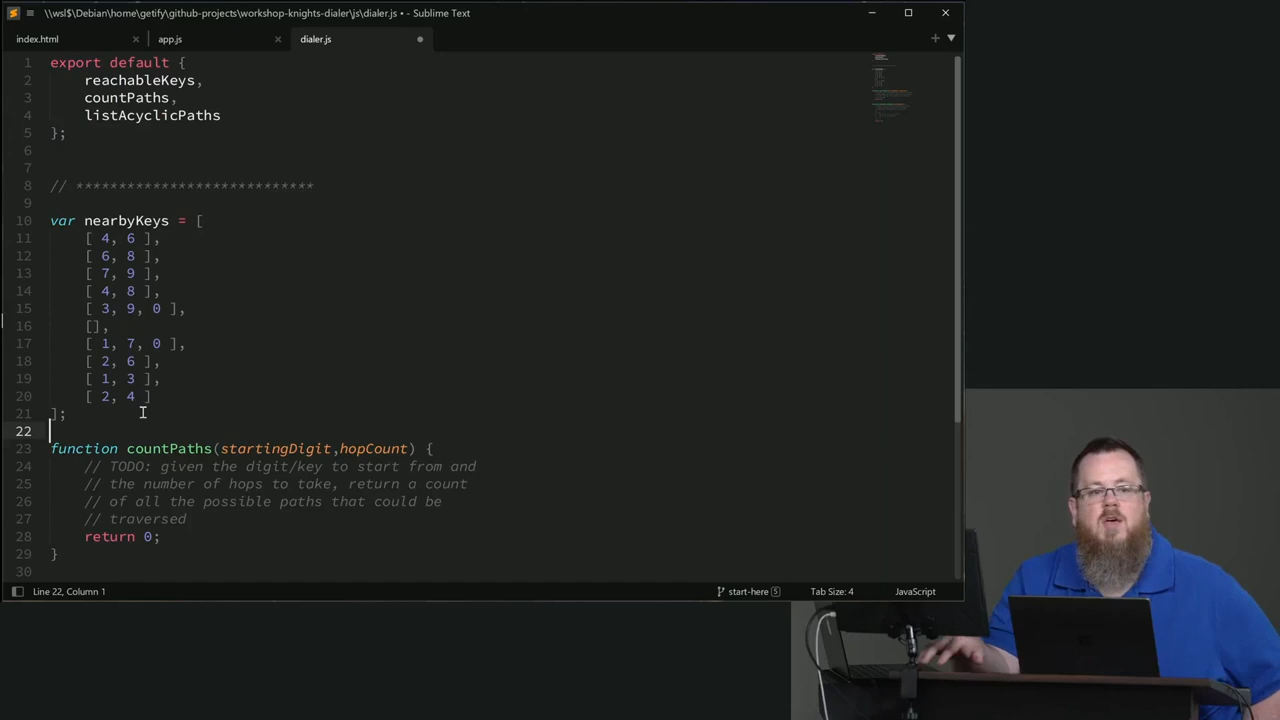 \\wsl$\Debian\home\getify\github-projects\workshop-knights-dialer\js\dialer.js • - Sublime Text
index.html × app.js × dialer.js
1 export default {
2 reachableKeys,
3 countPaths,
4 listAcyclicPaths
5 };
6
7
8 // ****************************
9
10 var nearbyKeys = [
11 [ 4, 6 ],
12 [ 6, 8 ],
13 [ 7, 9 ],
14 [ 4, 8 ],
15 [ 3, 9, 0 ],
16 [],
17 [ 1, 7, 0 ],
18 [ 2, 6 ],
19 [ 1, 3 ],
20 [ 2, 4 ]
21 ];
22
23 function countPaths(startingDigit,hopCount) {
24 // TODO: given the digit/key to start from and
25 // the number of hops to take, return a count
26 // of all the possible paths that could be
27 // traversed
28 return 0;
29 }
30
Line 22, Column 1 start-here 5 Tab Size: 4 JavaScript